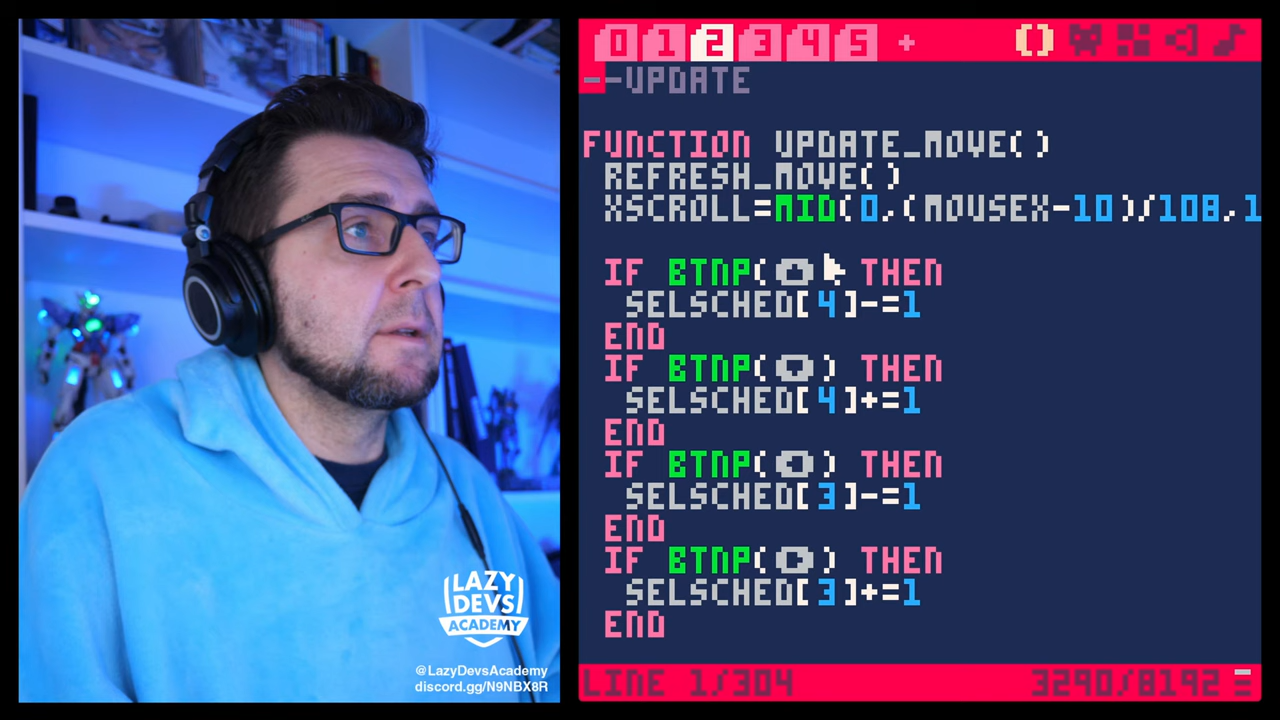 LAZY
DEVS
ACADEMY
@LazyDevsAcademy
discord.gg/N9NBX8R
0 1 2 3 4 5 +
--UPDATE
FUNCTION UPDATE_MOVE()
REFRESH_MOVE()
XSCROLL=MID(0,(MOUSEX-10)/108,1
IF BTNP(⬆ THEN
SELSCHED[4]-=1
END
IF BTNP(⬇) THEN
SELSCHED[4]+=1
END
IF BTNP(⬅) THEN
SELSCHED[3]-=1
END
IF BTNP(➡) THEN
SELSCHED[3]+=1
END
LINE 1/304
3290/8192